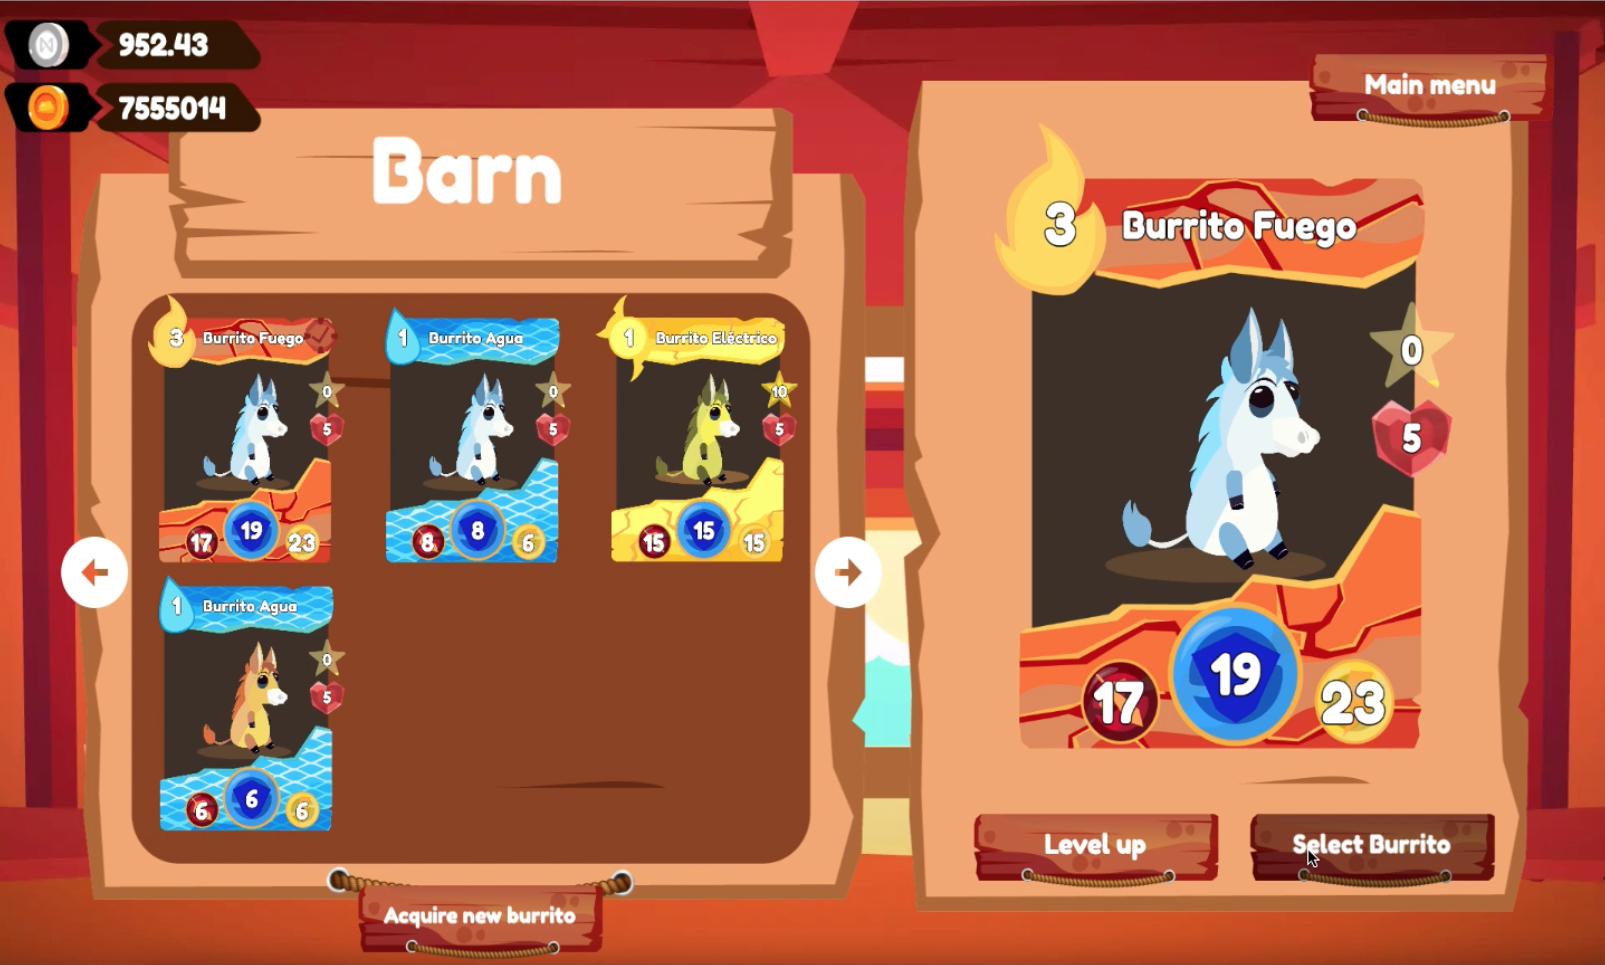 952.43
7555014
Main menu
Barn
3 Burrito Fuego
0
5
17 19 23
1 Burrito Agua
0
5
8 8 6
1 Burrito Eléctrico
10
5
15 15 15
1 Burrito Agua
0
5
6 6 6
Acquire new burrito
3 Burrito Fuego
0
5
17 19 23
Level up
Select Burrito